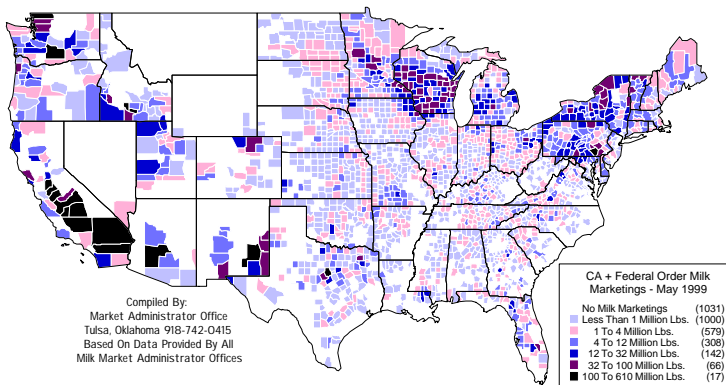 Compiled By:
Market Administrator Office
Tulsa, Oklahoma 918-742-0415
Based On Data Provided By All
Milk Market Administrator Offices
CA + Federal Order Milk
Marketings - May 1999
No Milk Marketings (1031)
Less Than 1 Million Lbs. (1000)
1 To 4 Million Lbs. (579)
4 To 12 Million Lbs. (308)
12 To 32 Million Lbs. (142)
32 To 100 Million Lbs. (66)
100 To 610 Million Lbs. (17)